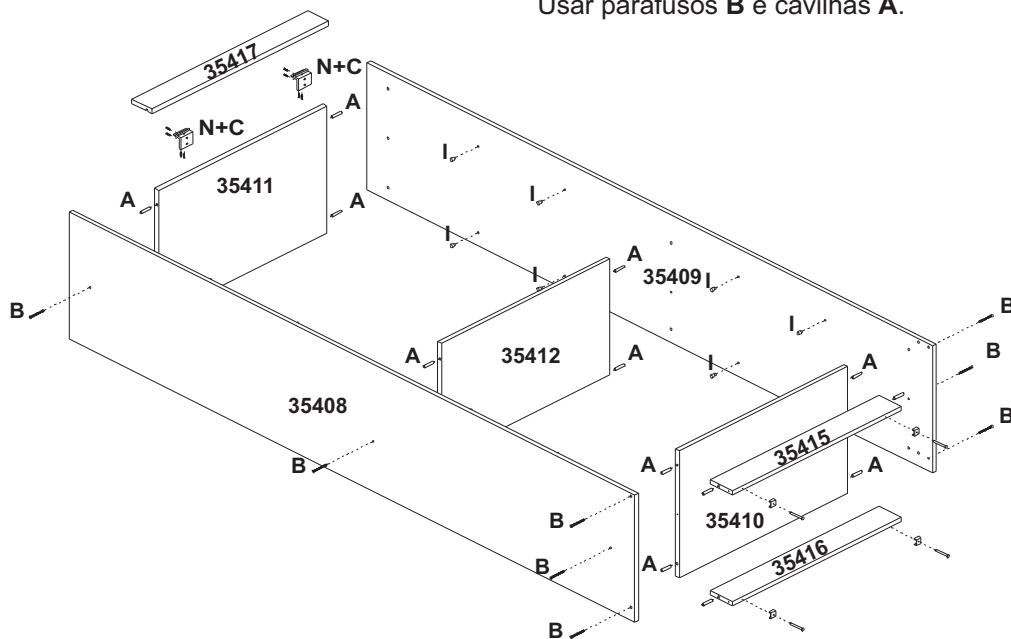 Usar parafusos B e cavilhas A.
35417
N+C
N+C
A
I
35411
A
A
I
I
A
I
35409
I
B
B
A
35412
A
I
B
I
A
35408
B
35415
A
A
B
B
35410
35416
A
B
B